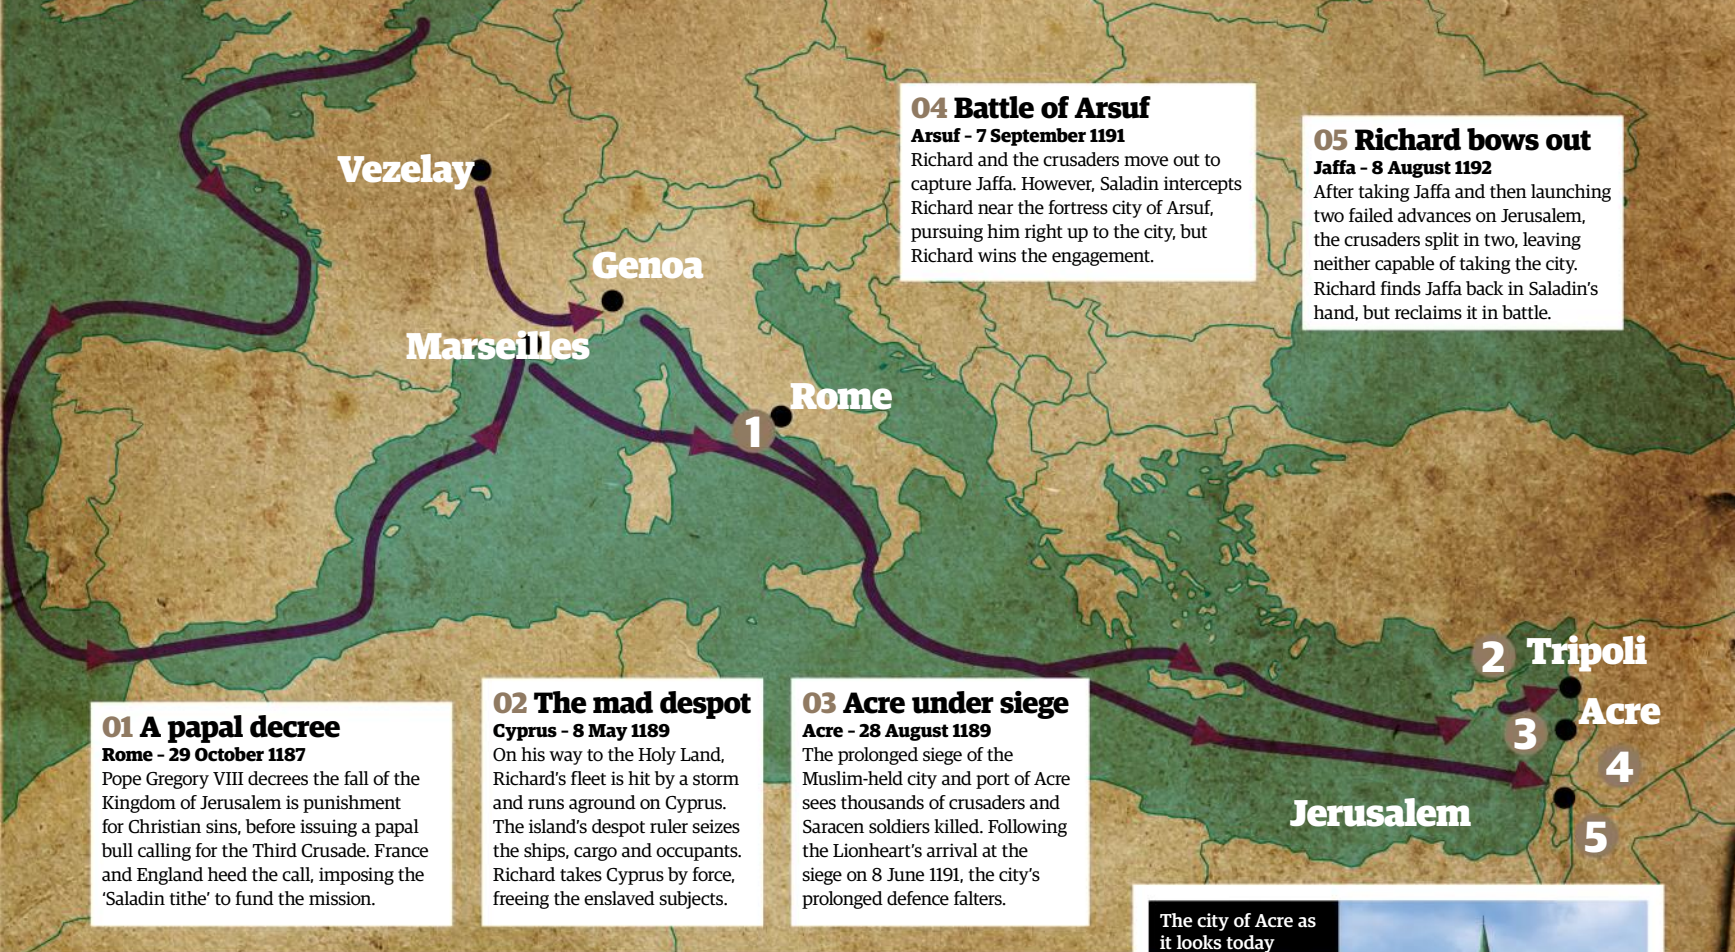 Vezelay
Genoa
Marseilles
Rome
1
2 Tripoli
Acre
3
4
Jerusalem
5
04 Battle of Arsuf
Arsuf – 7 September 1191
Richard and the crusaders move out to
capture Jaffa. However, Saladin intercepts
Richard near the fortress city of Arsuf,
pursuing him right up to the city, but
Richard wins the engagement.
05 Richard bows out
Jaffa – 8 August 1192
After taking Jaffa and then launching
two failed advances on Jerusalem,
the crusaders split in two, leaving
neither capable of taking the city.
Richard finds Jaffa back in Saladin's
hand, but reclaims it in battle.
01 A papal decree
Rome – 29 October 1187
Pope Gregory VIII decrees the fall of the
Kingdom of Jerusalem is punishment
for Christian sins, before issuing a papal
bull calling for the Third Crusade. France
and England heed the call, imposing the
‘Saladin tithe’ to fund the mission.
02 The mad despot
Cyprus – 8 May 1189
On his way to the Holy Land,
Richard's fleet is hit by a storm
and runs aground on Cyprus.
The island's despot ruler seizes
the ships, cargo and occupants.
Richard takes Cyprus by force,
freeing the enslaved subjects.
03 Acre under siege
Acre – 28 August 1189
The prolonged siege of the
Muslim-held city and port of Acre
sees thousands of crusaders and
Saracen soldiers killed. Following
the Lionheart's arrival at the
siege on 8 June 1191, the city's
prolonged defence falters.
The city of Acre as
it looks today